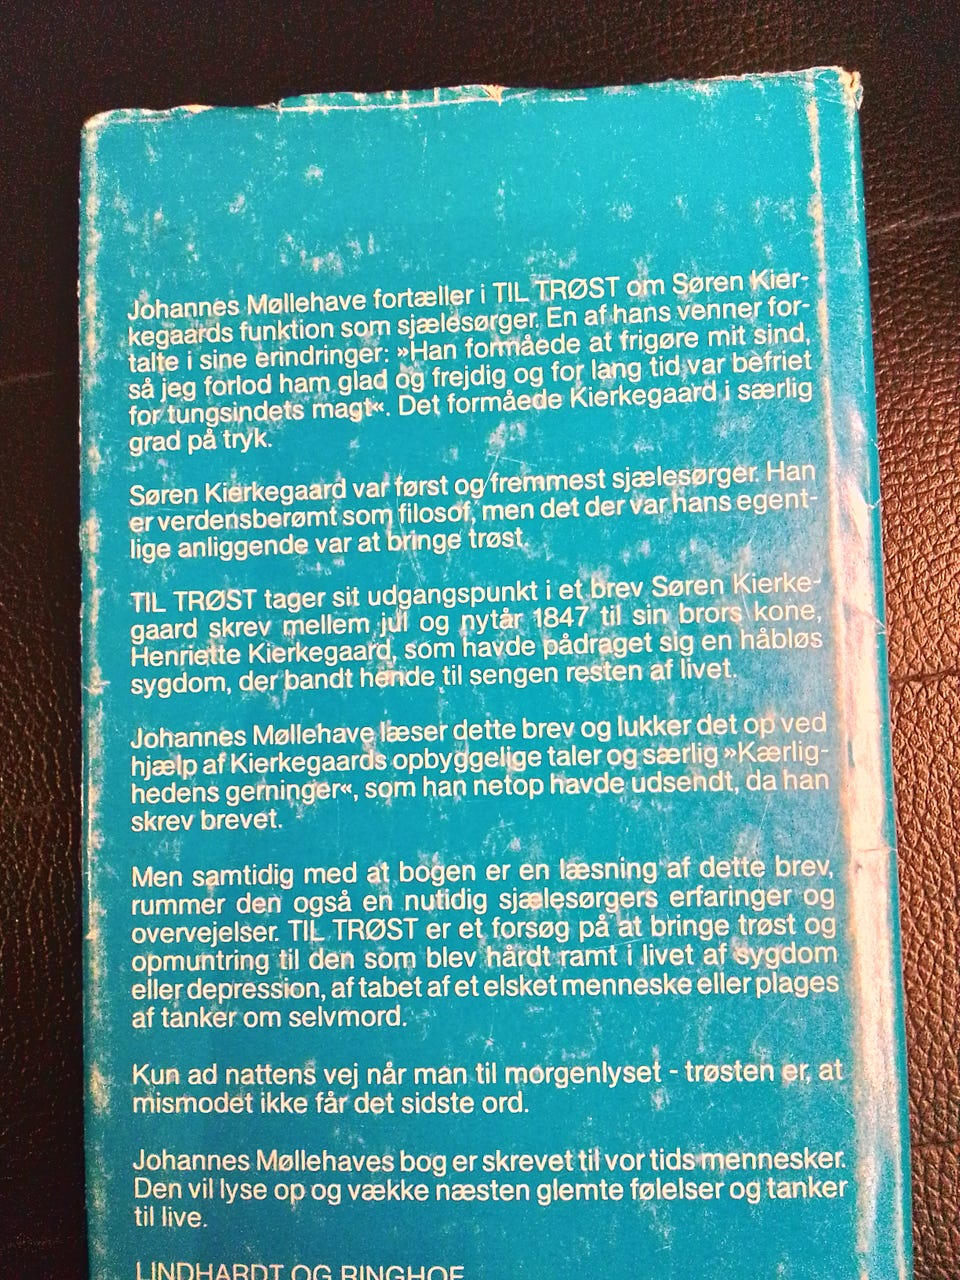 Johannes Møllehave fortæller i TIL TRØST om Søren Kier-
kegaards funktion som sjælesørger. En af hans venner for-
talte i sine erindringer: »Han formåede at frigøre mit sind,
så jeg forlod ham glad og frejdig og for lang tid var befriet
for tungsindets magt«. Det formåede Kierkegaard i særlig
grad på tryk.
Søren Kierkegaard var først og fremmest sjælesørger. Han
er verdensberømt som filosof, men det der var hans egent-
lige anliggende var at bringe trøst.
TIL TRØST tager sit udgangspunkt i et brev Søren Kierke-
gaard skrev mellem jul og nytår 1847 til sin brors kone,
Henriette Kierkegaard, som havde pådraget sig en håbløs
sygdom, der bandt hende til sengen resten af livet.
Johannes Møllehave læser dette brev og lukker det op ved
hjælp af Kierkegaards opbyggelige taler og særlig »Kærlig-
hedens gerninger«, som han netop havde udsendt, da han
skrev brevet.
Men samtidig med at bogen er en læsning af dette brev,
rummer den også en nutidig sjælesørgers erfaringer og
overvejelser. TIL TRØST er et forsøg på at bringe trøst og
opmuntring til den som blev hårdt ramt i livet af sygdom
eller depression, af tabet af et elsket menneske eller plages
af tanker om selvmord.
Kun ad nattens vej når man til morgenlyset - trøsten er, at
mismodet ikke får det sidste ord.
Johannes Møllehaves bog er skrevet til vor tids mennesker.
Den vil lyse op og vække næsten glemte følelser og tanker
til live.
LINDHARDT OG RINGHOF